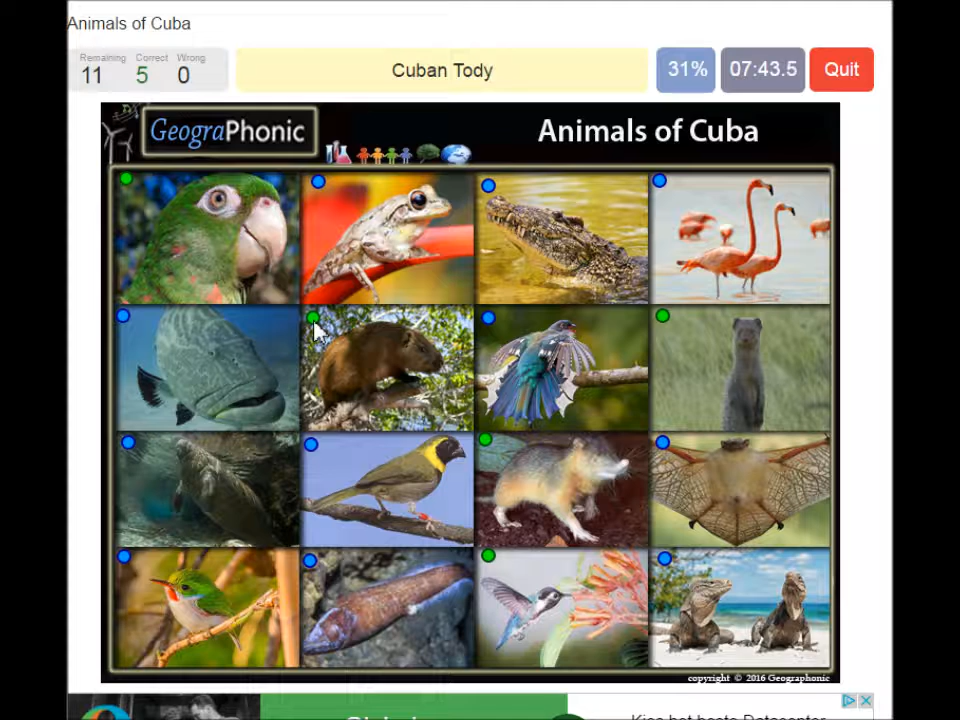 Animals of Cuba
Remaining Correct Wrong
11 5 0
Cuban Tody
31% 07:43.5 Quit
GeograPhonic
Animals of Cuba
copyright © 2016 Geographonic